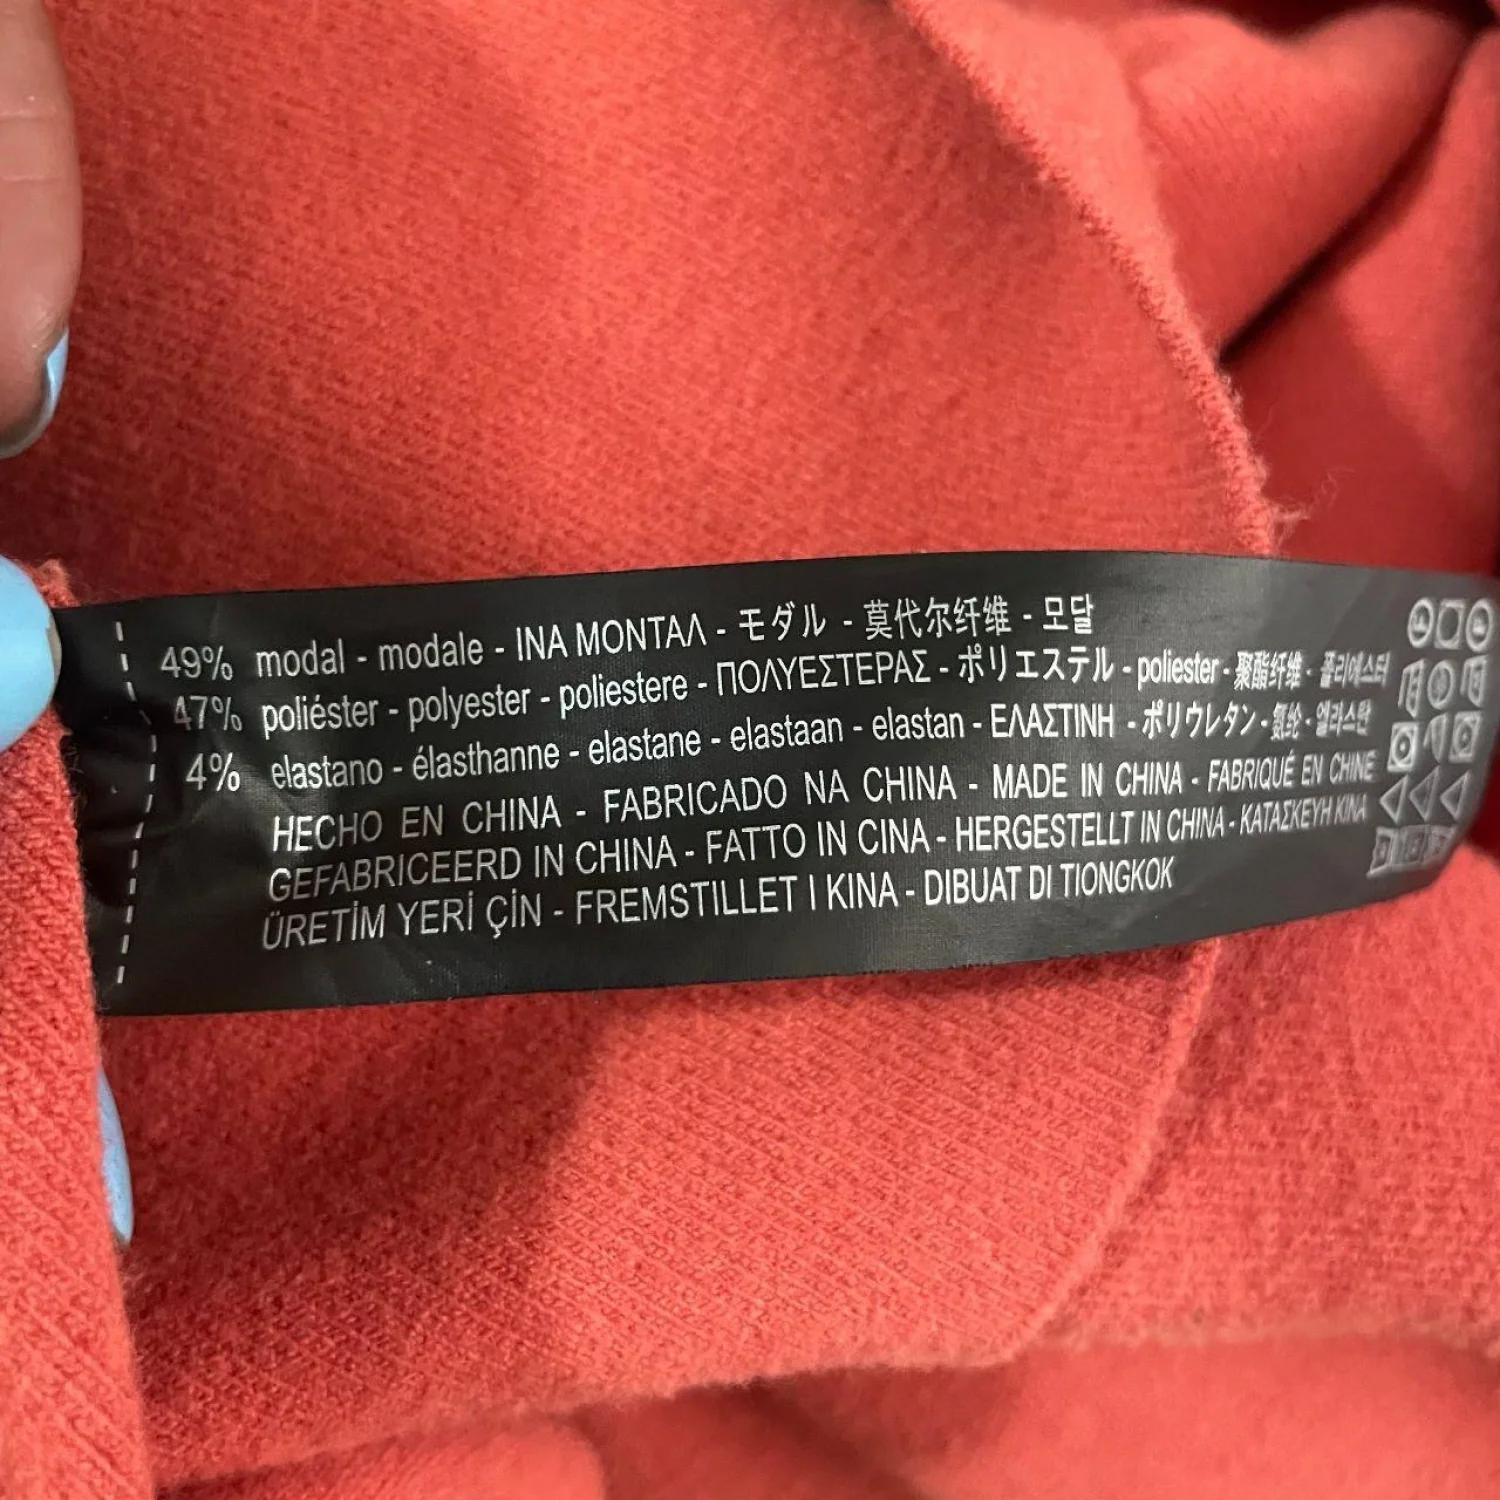 49% modal - modale - ΙΝΑ ΜΟΝΤΑΛ - モダル - 莫代尔纤维 - 모달
47% poliéster - polyester - poliestere - ΠΟΛΥΕΣΤΕΡΑΣ - ポリエステル - poliester - 聚酯纤维 - 폴리에스터
4% elastano - élasthanne - elastane - elastaan - elastan - ΕΛΑΣΤΙΝΗ - ポリウレタン - 氨纶 - 엘라스탄
HECHO EN CHINA - FABRICADO NA CHINA - MADE IN CHINA - FABRIQUÉ EN CHINE
GEFABRICEERD IN CHINA - FATTO IN CINA - HERGESTELLT IN CHINA - ΚΑΤΑΣΚΕΥΗ ΚΙΝΑ
ÜRETİM YERİ ÇİN - FREMSTILLET I KINA - DIBUAT DI TIONGKOK